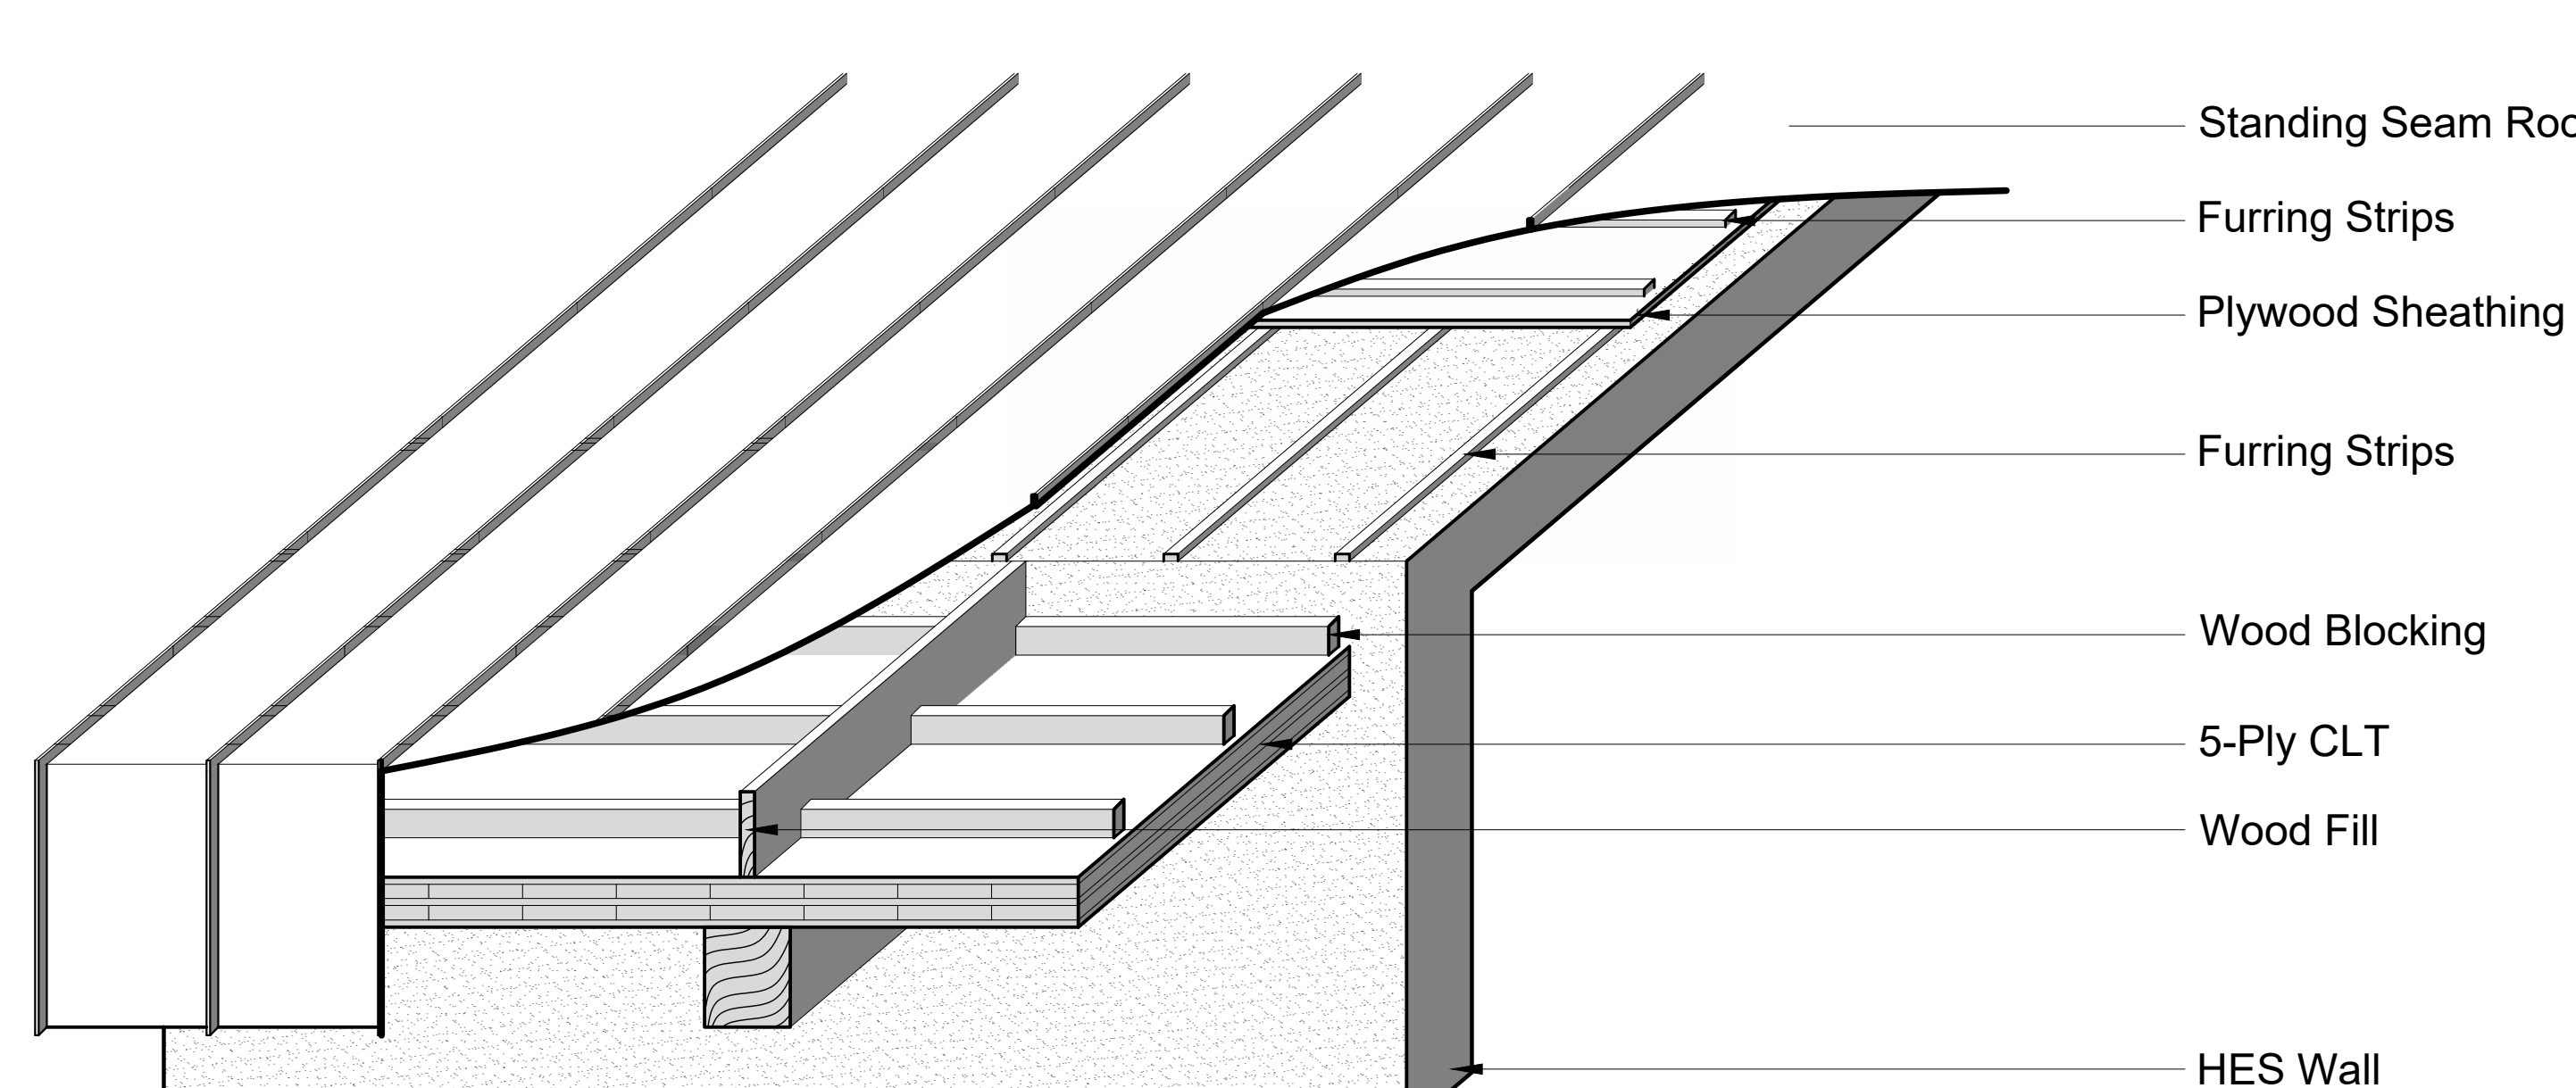 Standing Seam Roo
Furring Strips
Plywood Sheathing
Furring Strips
Wood Blocking
5-Ply CLT
Wood Fill
HES Wall